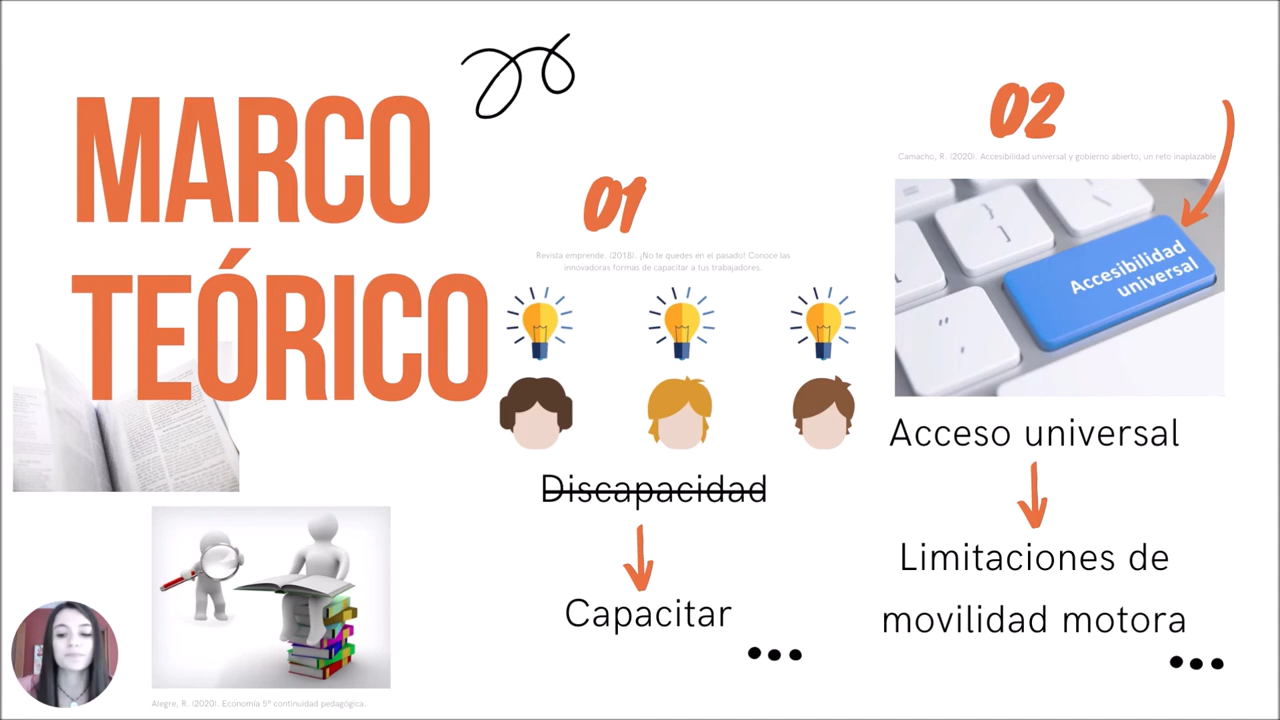 MARCO
TEÓRICO
Alegre, R. (2020). Economía 5º continuidad pedagógica.
01
Revista emprende. (2018). ¡No te quedes en el pasado! Conoce las
innovadoras formas de capacitar a tus trabajadores.
Discapacidad
Capacitar
02
Camacho, R. (2020). Accesibilidad universal y gobierno abierto, un reto inaplazable
Accesibilidad
universal
Acceso universal
Limitaciones de
movilidad motora